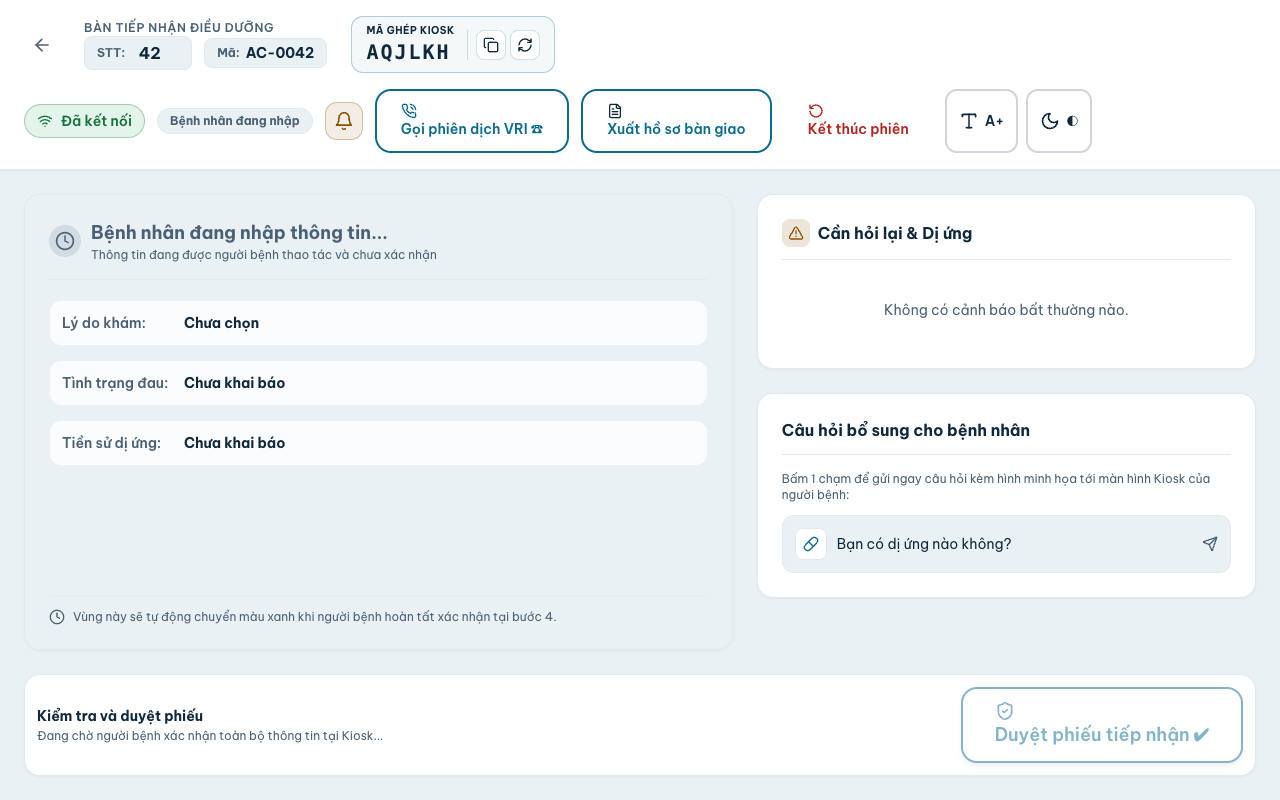 BÀN TIẾP NHẬN ĐIỀU DƯỠNG
STT: 42
Mã: AC-0042
MÃ GHÉP KIOSK
AQJLKH
Đã kết nối
Bệnh nhân đang nhập
Gọi phiên dịch VRI ☎
Xuất hồ sơ bàn giao
Kết thúc phiên
A+
Bệnh nhân đang nhập thông tin...
Thông tin đang được người bệnh thao tác và chưa xác nhận
Lý do khám: Chưa chọn
Tình trạng đau: Chưa khai báo
Tiền sử dị ứng: Chưa khai báo
Vùng này sẽ tự động chuyển màu xanh khi người bệnh hoàn tất xác nhận tại bước 4.
Cần hỏi lại & Dị ứng
Không có cảnh báo bất thường nào.
Câu hỏi bổ sung cho bệnh nhân
Bấm 1 chạm để gửi ngay câu hỏi kèm hình minh họa tới màn hình Kiosk của
người bệnh:
Bạn có dị ứng nào không?
Kiểm tra và duyệt phiếu
Đang chờ người bệnh xác nhận toàn bộ thông tin tại Kiosk...
Duyệt phiếu tiếp nhận ✔